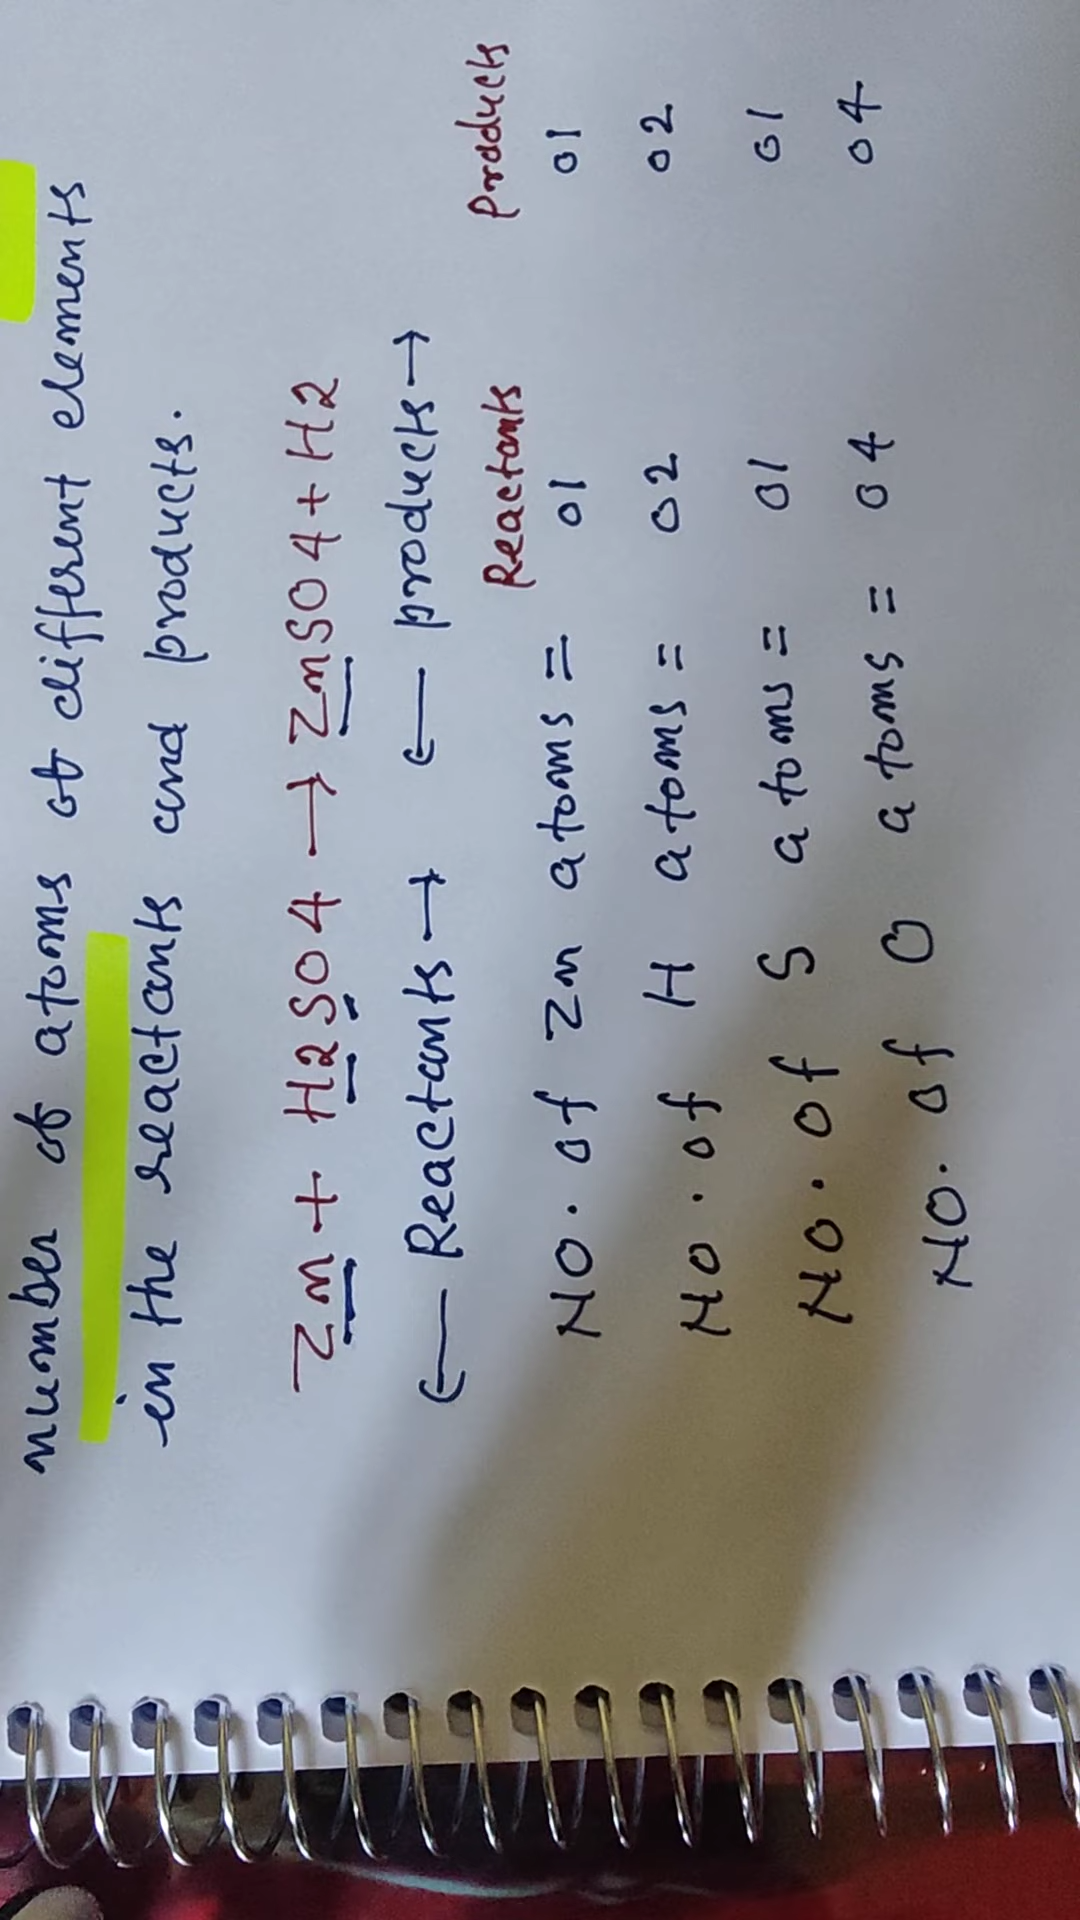 number of atoms of different elements
in the reactants and products.
Zn + H2SO4 → ZnSO4 + H2
← Reactants → ← products →
Reactants Products
NO. of Zn atoms = 01 01
NO. of H atoms = 02 02
NO. of S atoms = 01 01
NO. of O atoms = 04 04